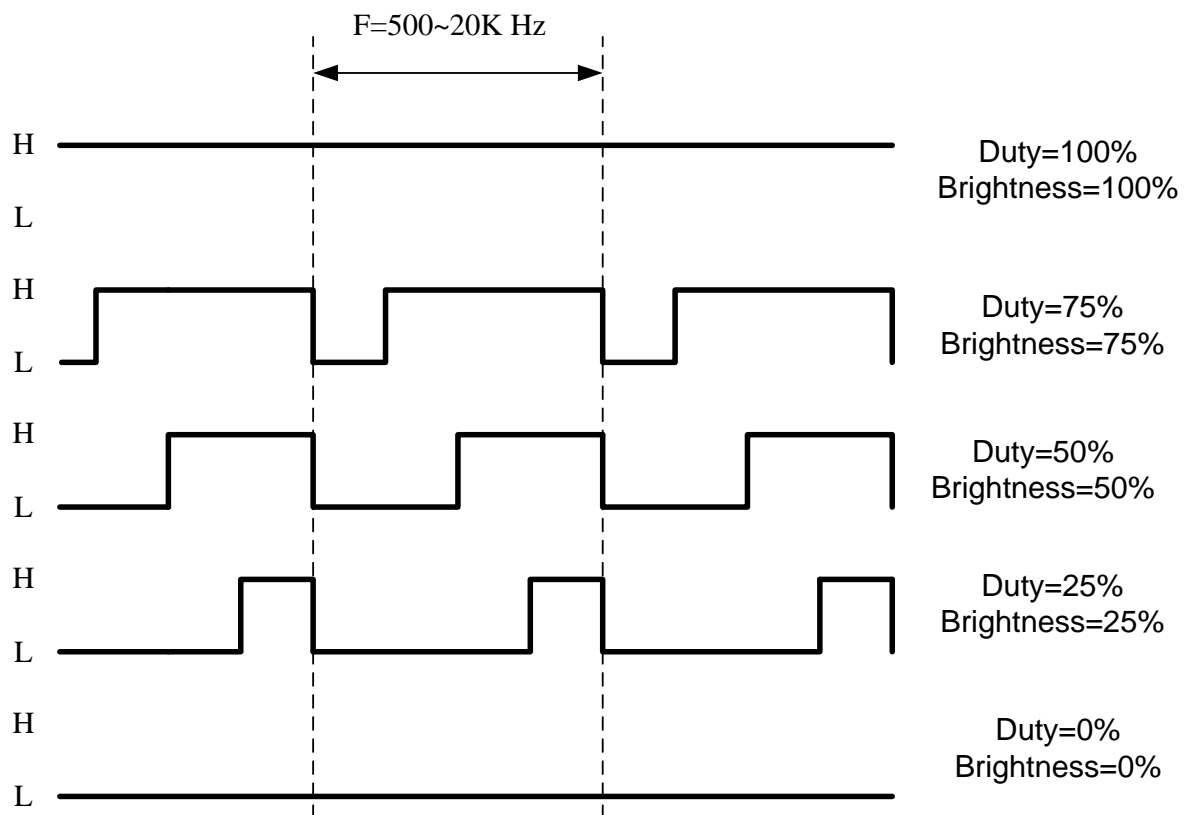 F=500~20K Hz
H
L
Duty=100%
Brightness=100%
H
L
Duty=75%
Brightness=75%
H
L
Duty=50%
Brightness=50%
H
L
Duty=25%
Brightness=25%
H
L
Duty=0%
Brightness=0%